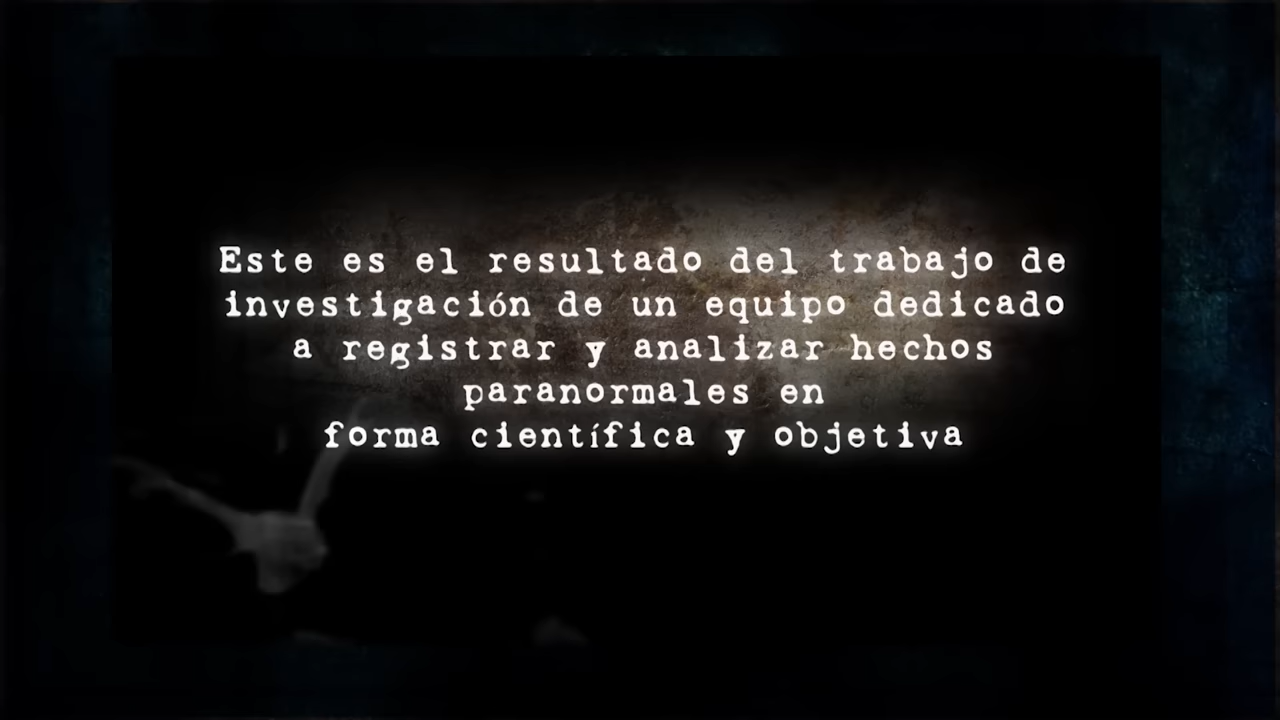 Este es el resultado del trabajo de
investigación de un equipo dedicado
a registrar y analizar hechos
paranormales en
forma científica y objetiva